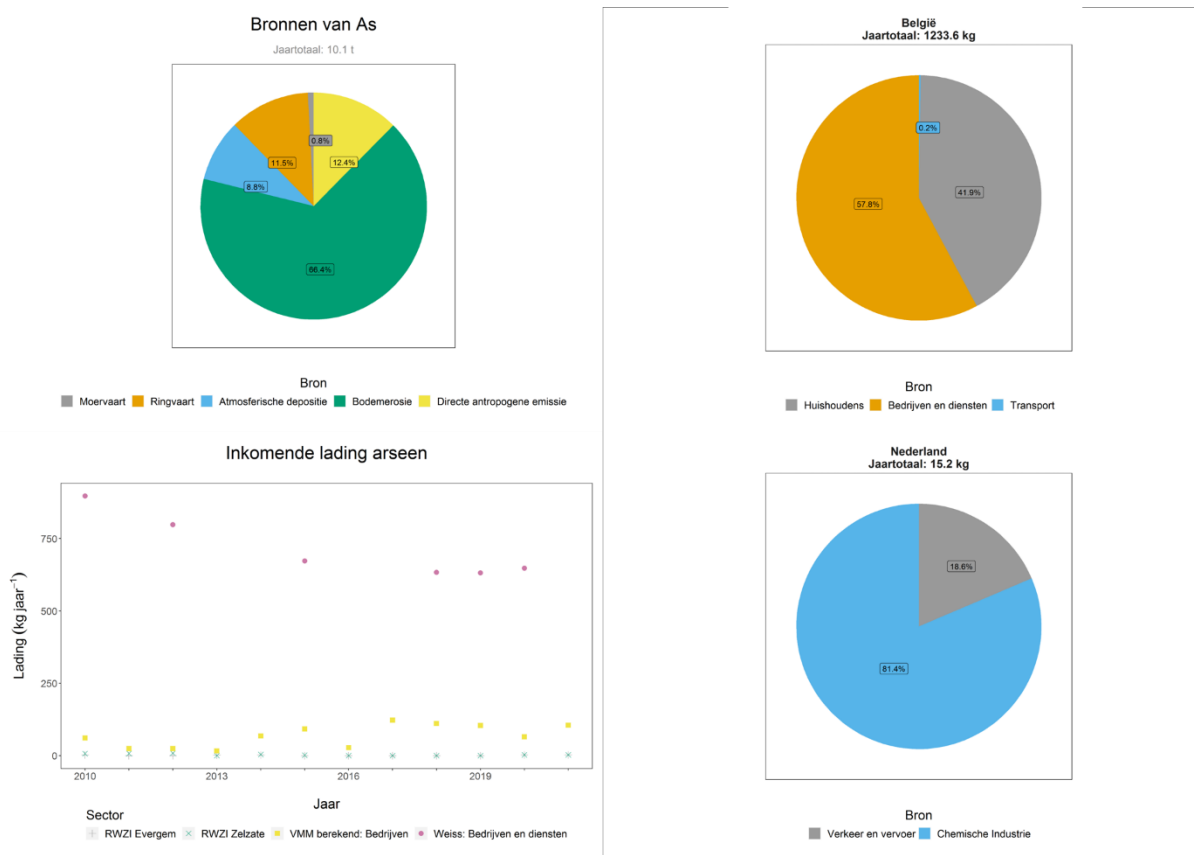 Bronnen van As
Jaartotaal: 10.1 t
0.8%
11.5%
12.4%
8.8%
66.4%
Bron
Moervaart Ringvaart Atmosferische depositie Bodemerosie Directe antropogene emissie
Inkomende lading arseen
Lading (kg jaar⁻¹)
750
500
250
0
2010 2013 2016 2019
Jaar
Sector
RWZI Evergem RWZI Zelzate VMM berekend: Bedrijven Weiss: Bedrijven en diensten
België
Jaartotaal: 1233.6 kg
0.2%
41.9%
57.8%
Bron
Huishoudens Bedrijven en diensten Transport
Nederland
Jaartotaal: 15.2 kg
18.6%
81.4%
Bron
Verkeer en vervoer Chemische Industrie